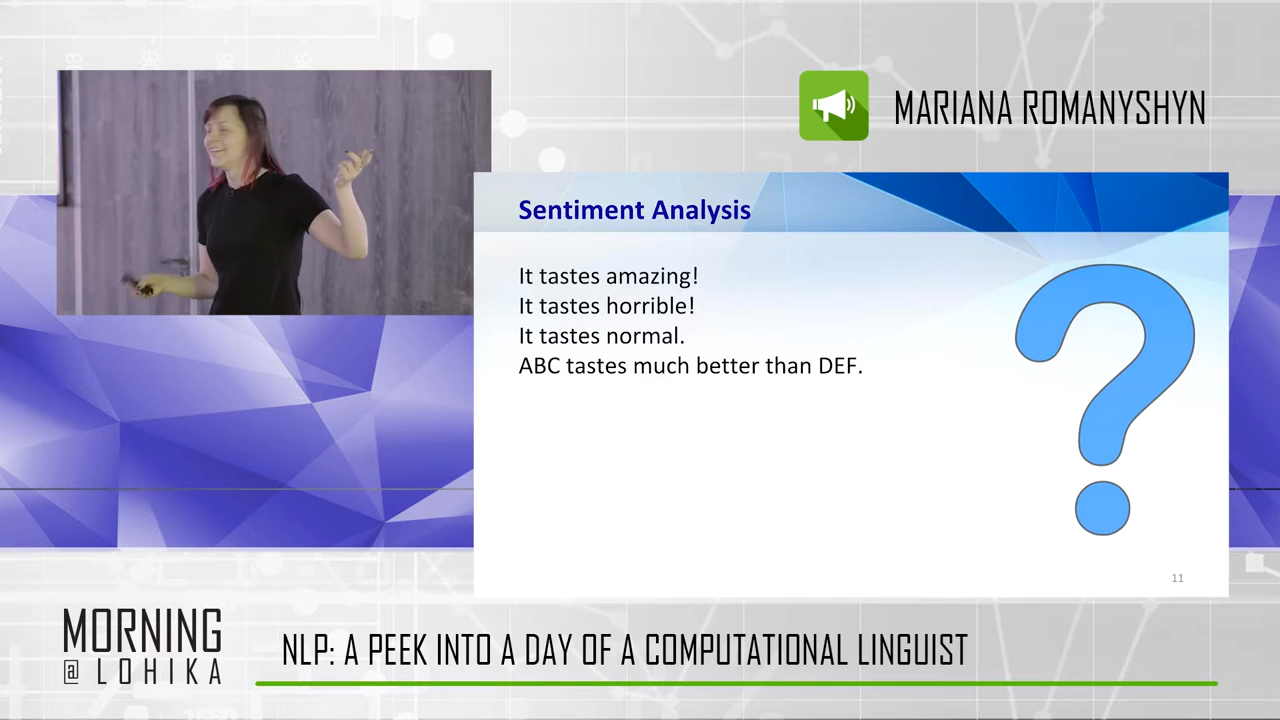 MARIANA ROMANYSHYN
Sentiment Analysis
It tastes amazing!
It tastes horrible!
It tastes normal.
ABC tastes much better than DEF.
11
MORNING
@ LOHIKA
NLP: A PEEK INTO A DAY OF A COMPUTATIONAL LINGUIST